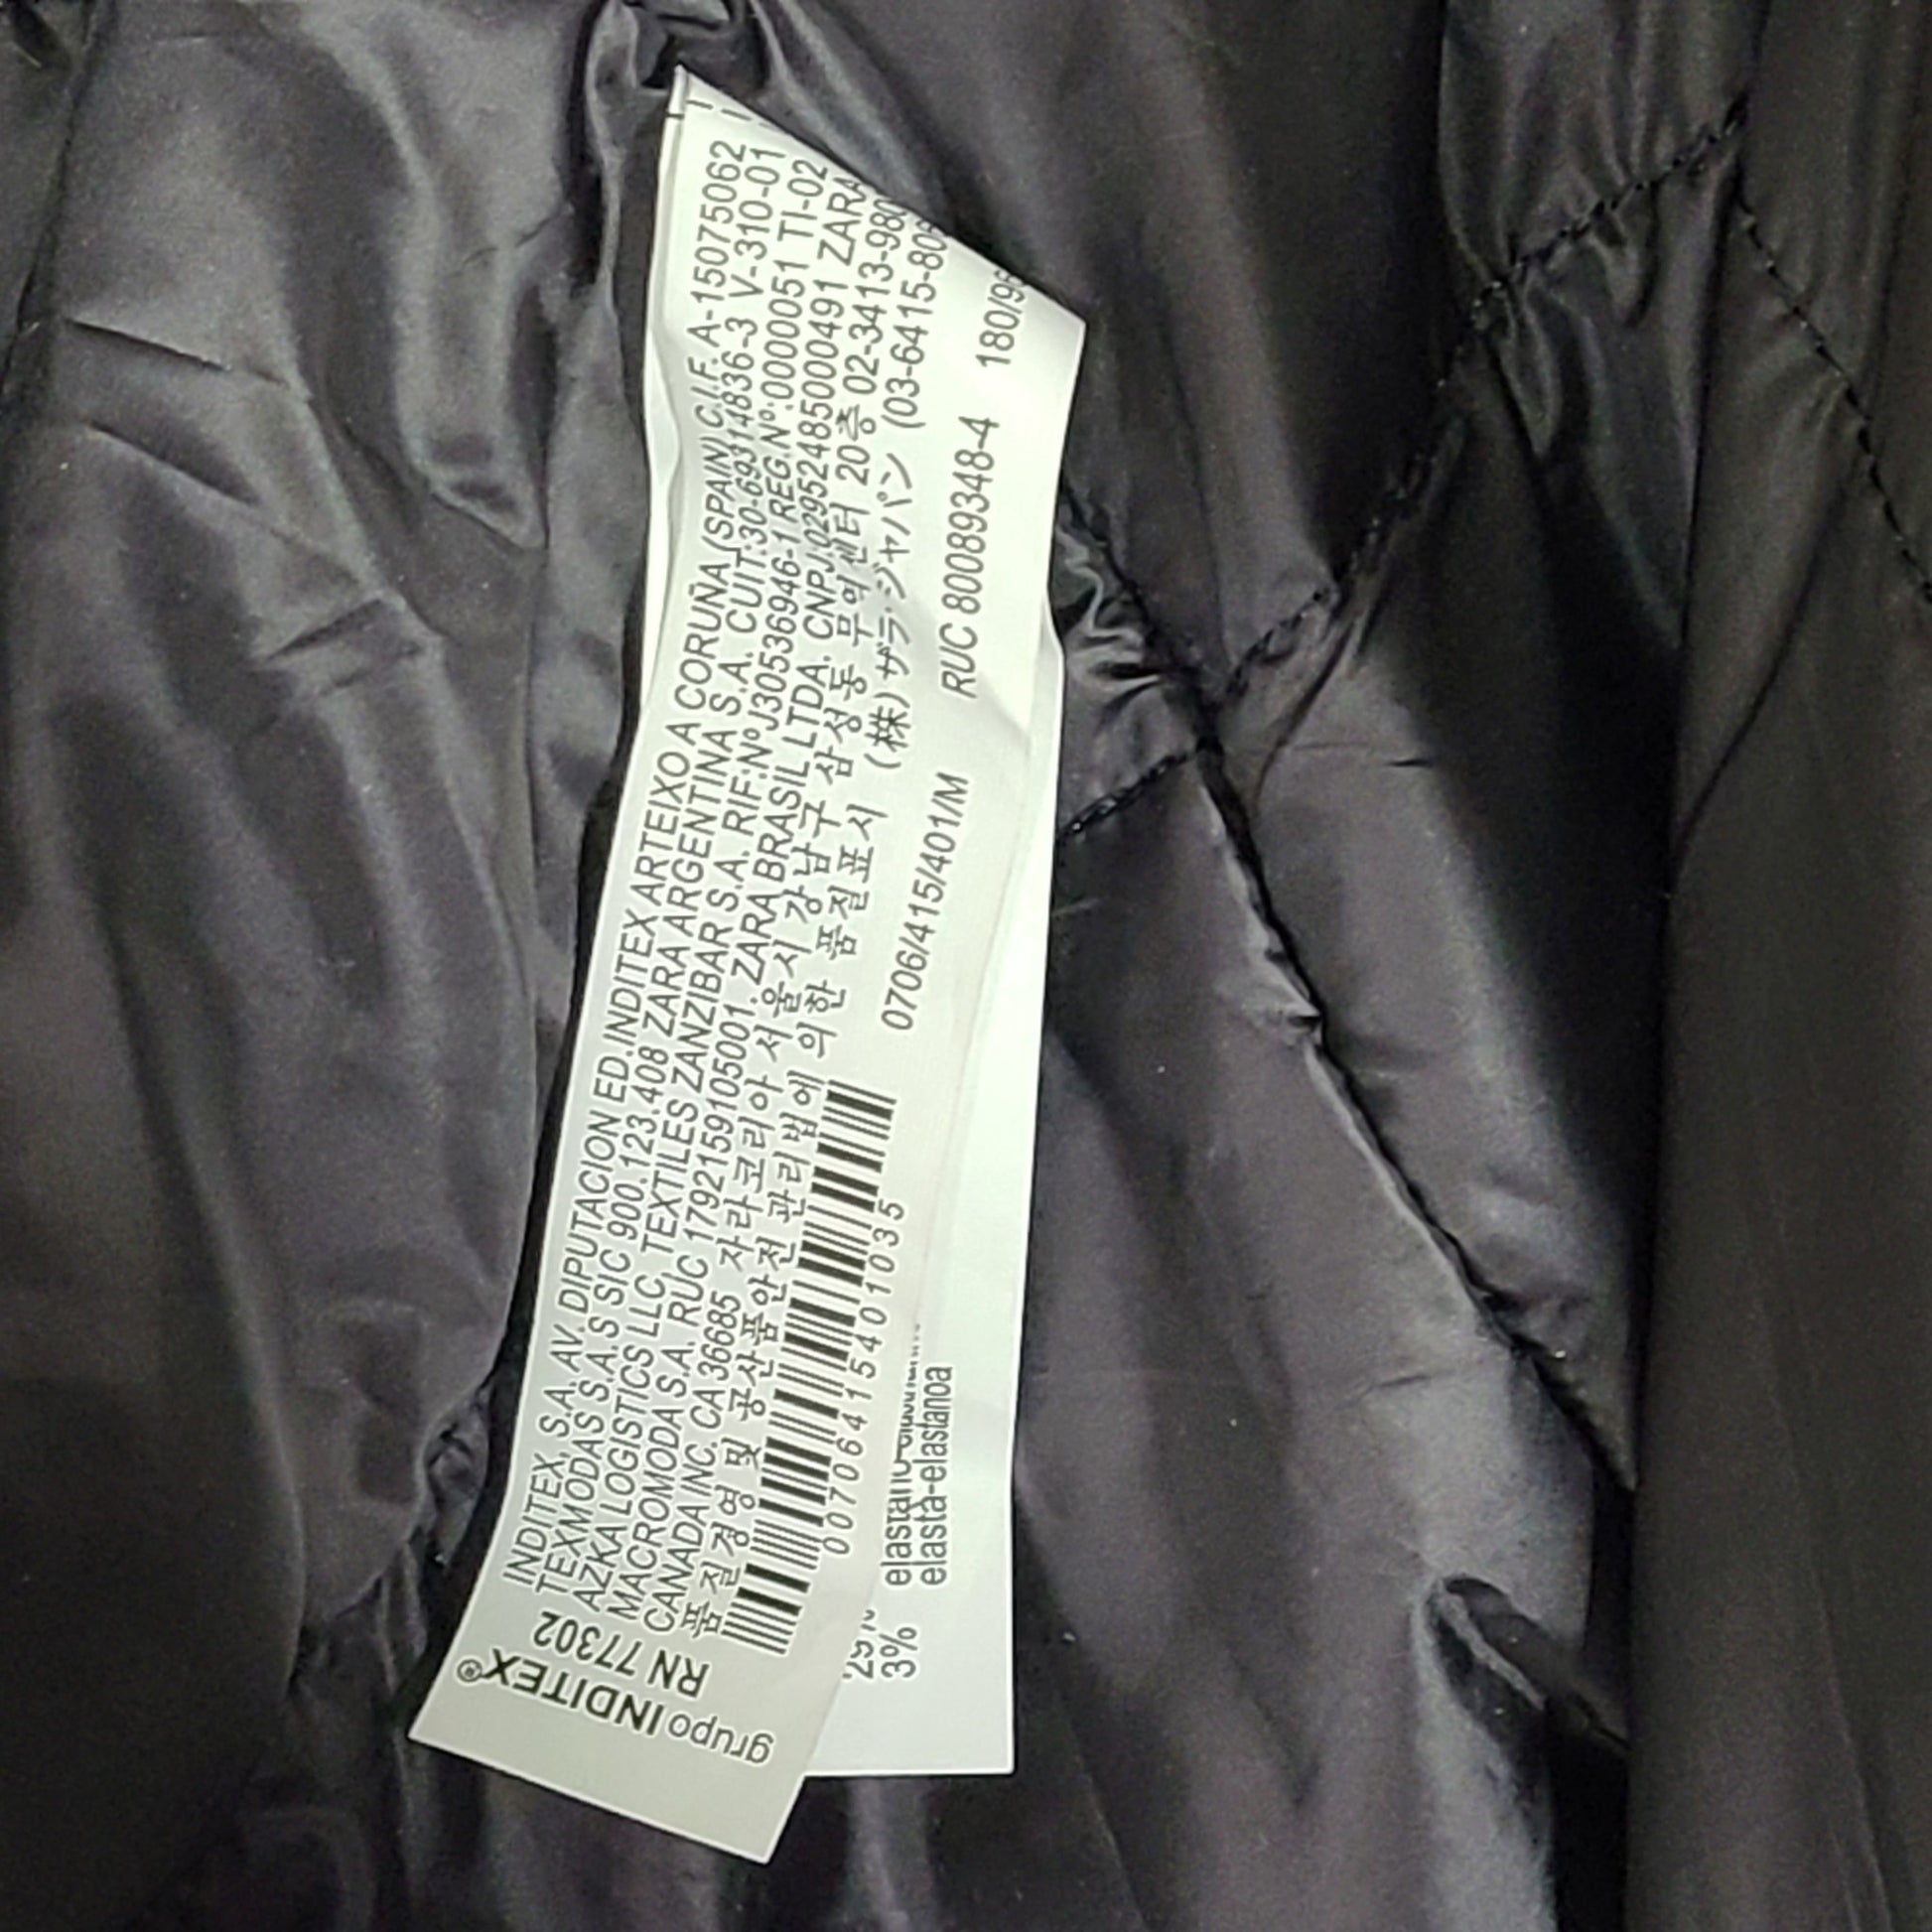 grupo INDITEX®
RN 77302
INDITEX, S.A. AV. DIPUTACION ED.INDITEX ARTEIXO A CORUÑA (SPAIN) C.I.F. A-15075062
TEXMODAS S.A.S SIC 900.123.408 ZARA ARGENTINA S.A. CUIT:30-69314836-3 V-310-01
AZKA LOGISTICS LLC, TEXTILES ZANZIBAR S.A. RIF:Nº J30536946-1 REG.Nº:0000051 TI-02
MACROMODA S.A. RUC 1792159105001. ZARA BRASIL LTDA. CNPJ.02952485000491 ZARA
CANADA INC. CA 36685 자라코리아 서울시 강남구 삼성동 무역센터 20층 02-3413-980
품질경영 및 공산품안전 관리법에 의한 품질표시 (株)ザラ·ジャパン (03-6415-80
0706/415/401/M RUC 80089348-4 180/9
00706415401035
3% elasta-elastanoa